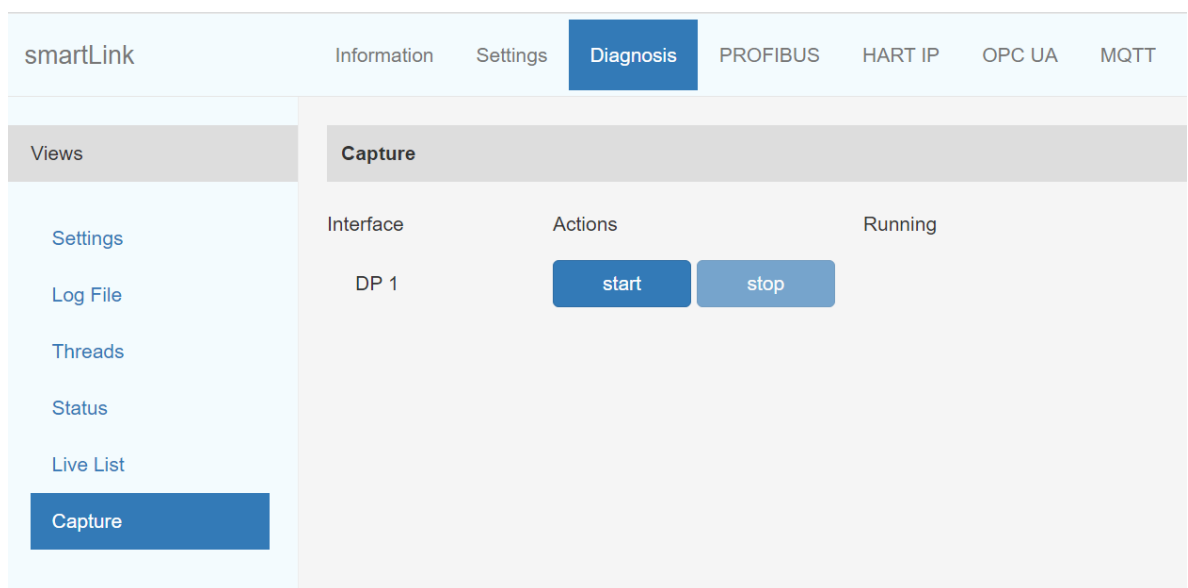 smartLink Information Settings Diagnosis PROFIBUS HART IP OPC UA MQTT
Views
Settings
Log File
Threads
Status
Live List
Capture
Capture
Interface Actions Running
DP 1 start stop